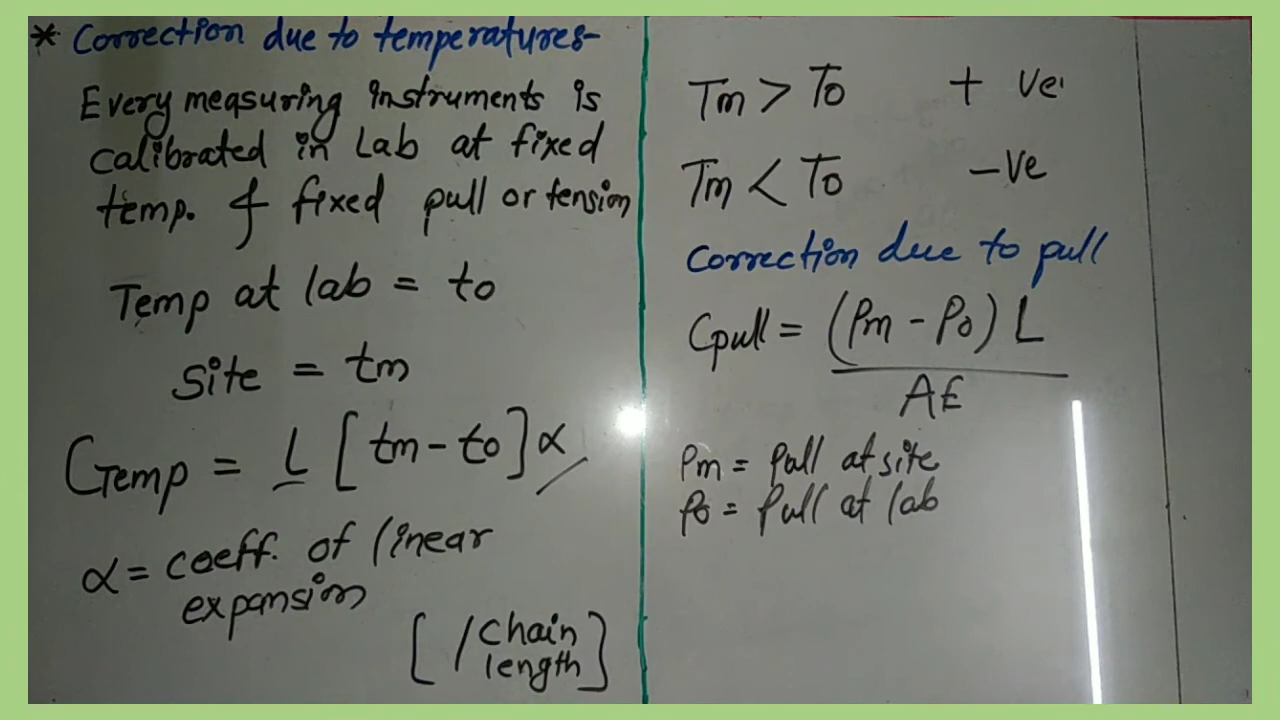 * Correction due to temperatures-
Every measuring instruments is
calibrated in Lab at fixed
temp. & fixed pull or tension
Temp at lab = to
Site = tm
CTemp = L [tm - to] α
α = coeff. of linear
expansion
[ / chain
length ]
Tm > To + ve
Tm < To - ve
Correction due to pull
Cpull = (Pm - Po) L
AE
Pm = Pull at site
Po = Pull at lab